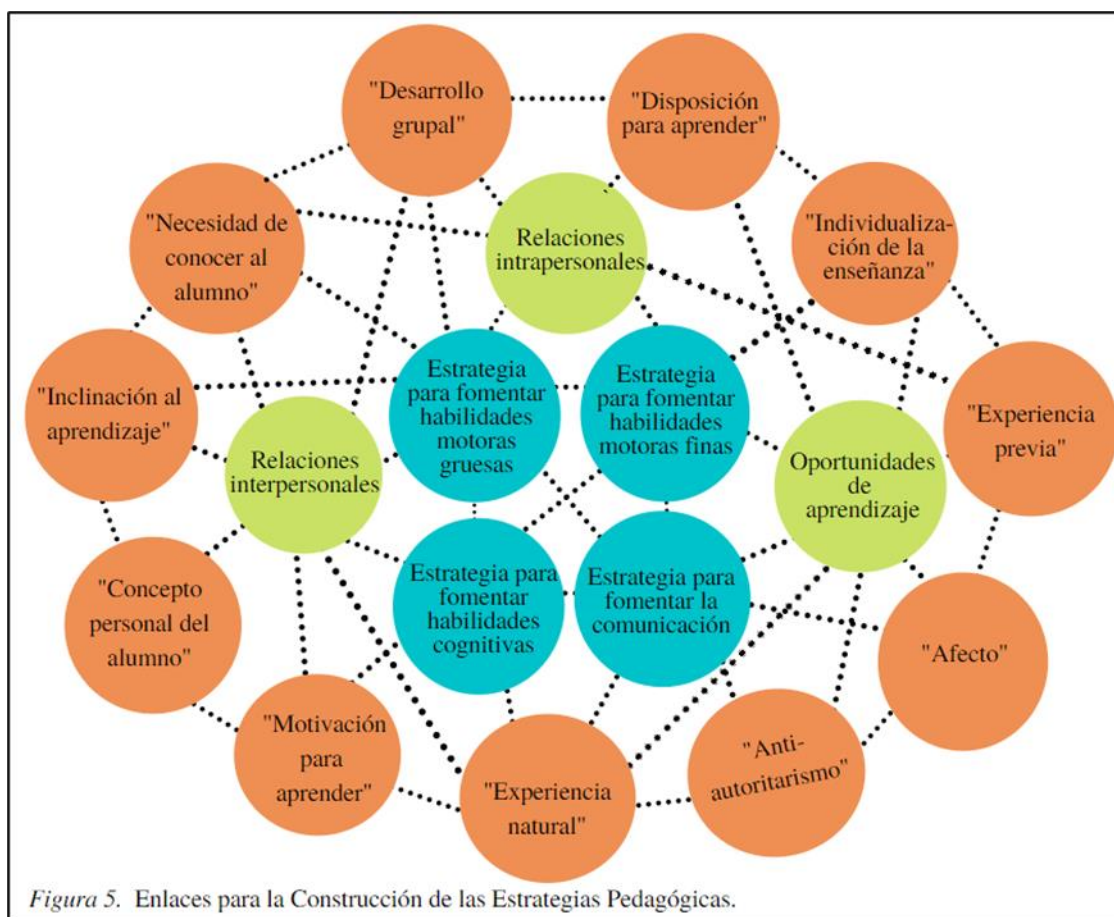 "Desarrollo
grupal"
"Disposición
para aprender"
"Necesidad de
conocer al
alumno"
Relaciones
intrapersonales
"Individualiza-
ción de la
enseñanza"
"Inclinación al
aprendizaje"
Estrategia
para fomentar
habilidades
motoras
gruesas
Estrategia
para fomentar
habilidades
motoras finas
"Experiencia
previa"
Relaciones
interpersonales
Oportunidades
de
aprendizaje
"Concepto
personal del
alumno"
Estrategia para
fomentar
habilidades
cognitivas
Estrategia para
fomentar la
comunicación
"Afecto"
"Motivación
para
aprender"
"Experiencia
natural"
"Anti-
autoritarismo"
Figura 5. Enlaces para la Construcción de las Estrategias Pedagógicas.